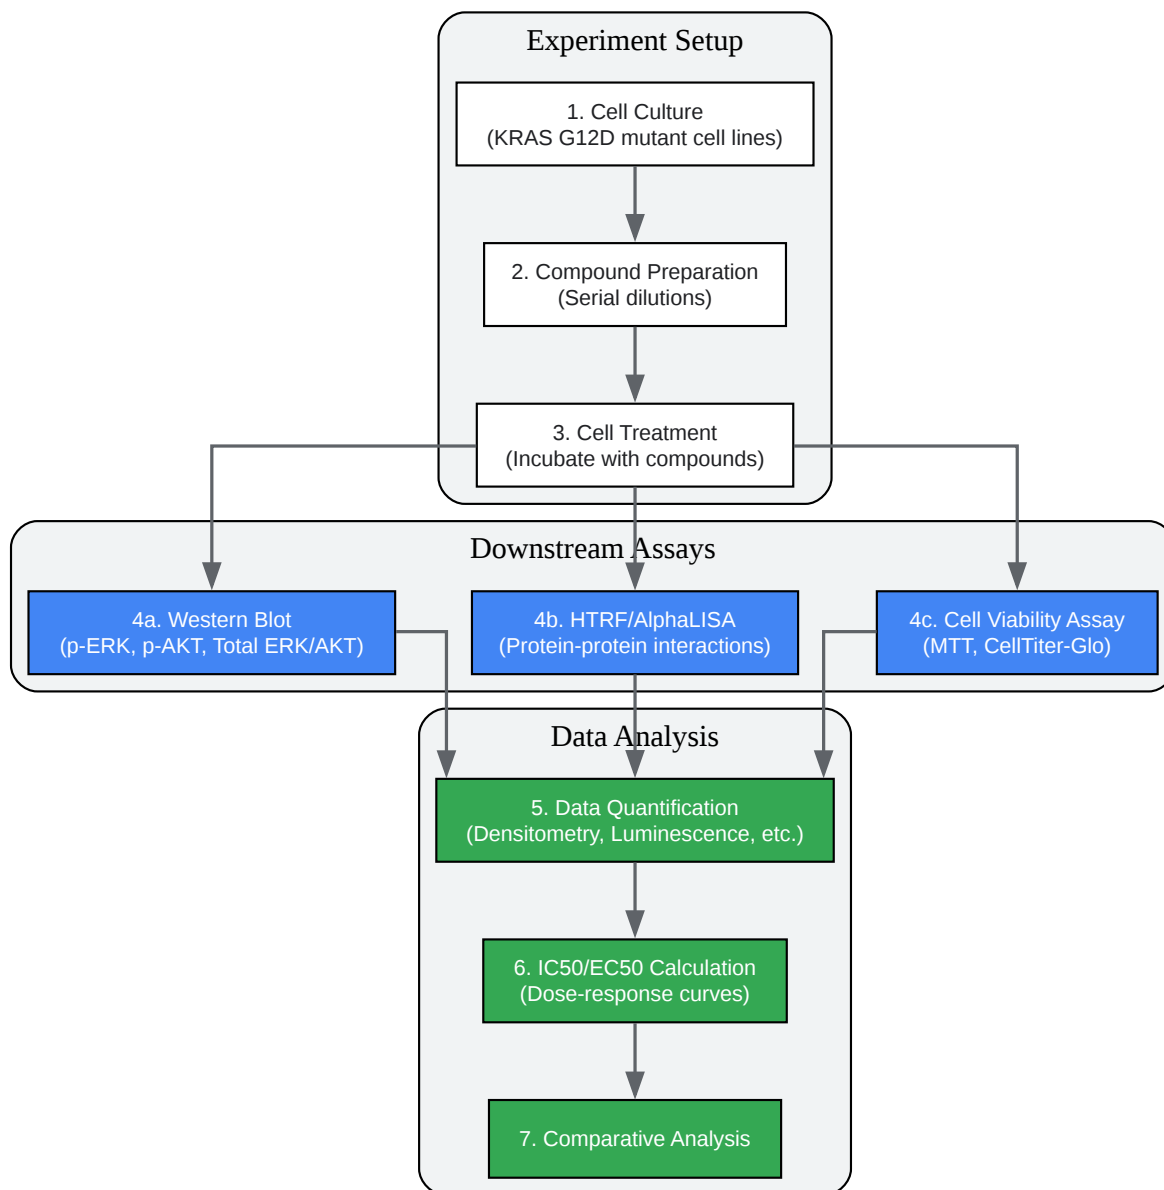 Experiment Setup
1. Cell Culture
(KRAS G12D mutant cell lines)
2. Compound Preparation
(Serial dilutions)
3. Cell Treatment
(Incubate with compounds)
Downstream Assays
4a. Western Blot
(p-ERK, p-AKT, Total ERK/AKT)
4b. HTRF/AlphaLISA
(Protein-protein interactions)
4c. Cell Viability Assay
(MTT, CellTiter-Glo)
Data Analysis
5. Data Quantification
(Densitometry, Luminescence, etc.)
6. IC50/EC50 Calculation
(Dose-response curves)
7. Comparative Analysis